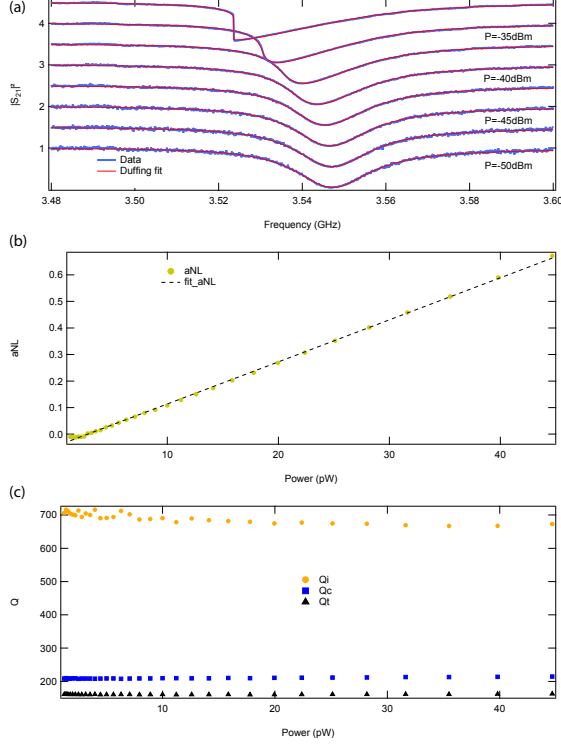 (a)
|S21|²
4
3
2
1
P=-35dBm
P=-40dBm
P=-45dBm
P=-50dBm
Data
Duffing fit
3.48
3.50
3.52
3.54
3.56
3.58
3.60
Frequency (GHz)
(b)
aNL
0.6
0.5
0.4
0.3
0.2
0.1
0.0
aNL
fit_aNL
10
20
30
40
Power (pW)
(c)
Q
700
600
500
400
300
200
Qi
Qc
Qt
10
20
30
40
Power (pW)